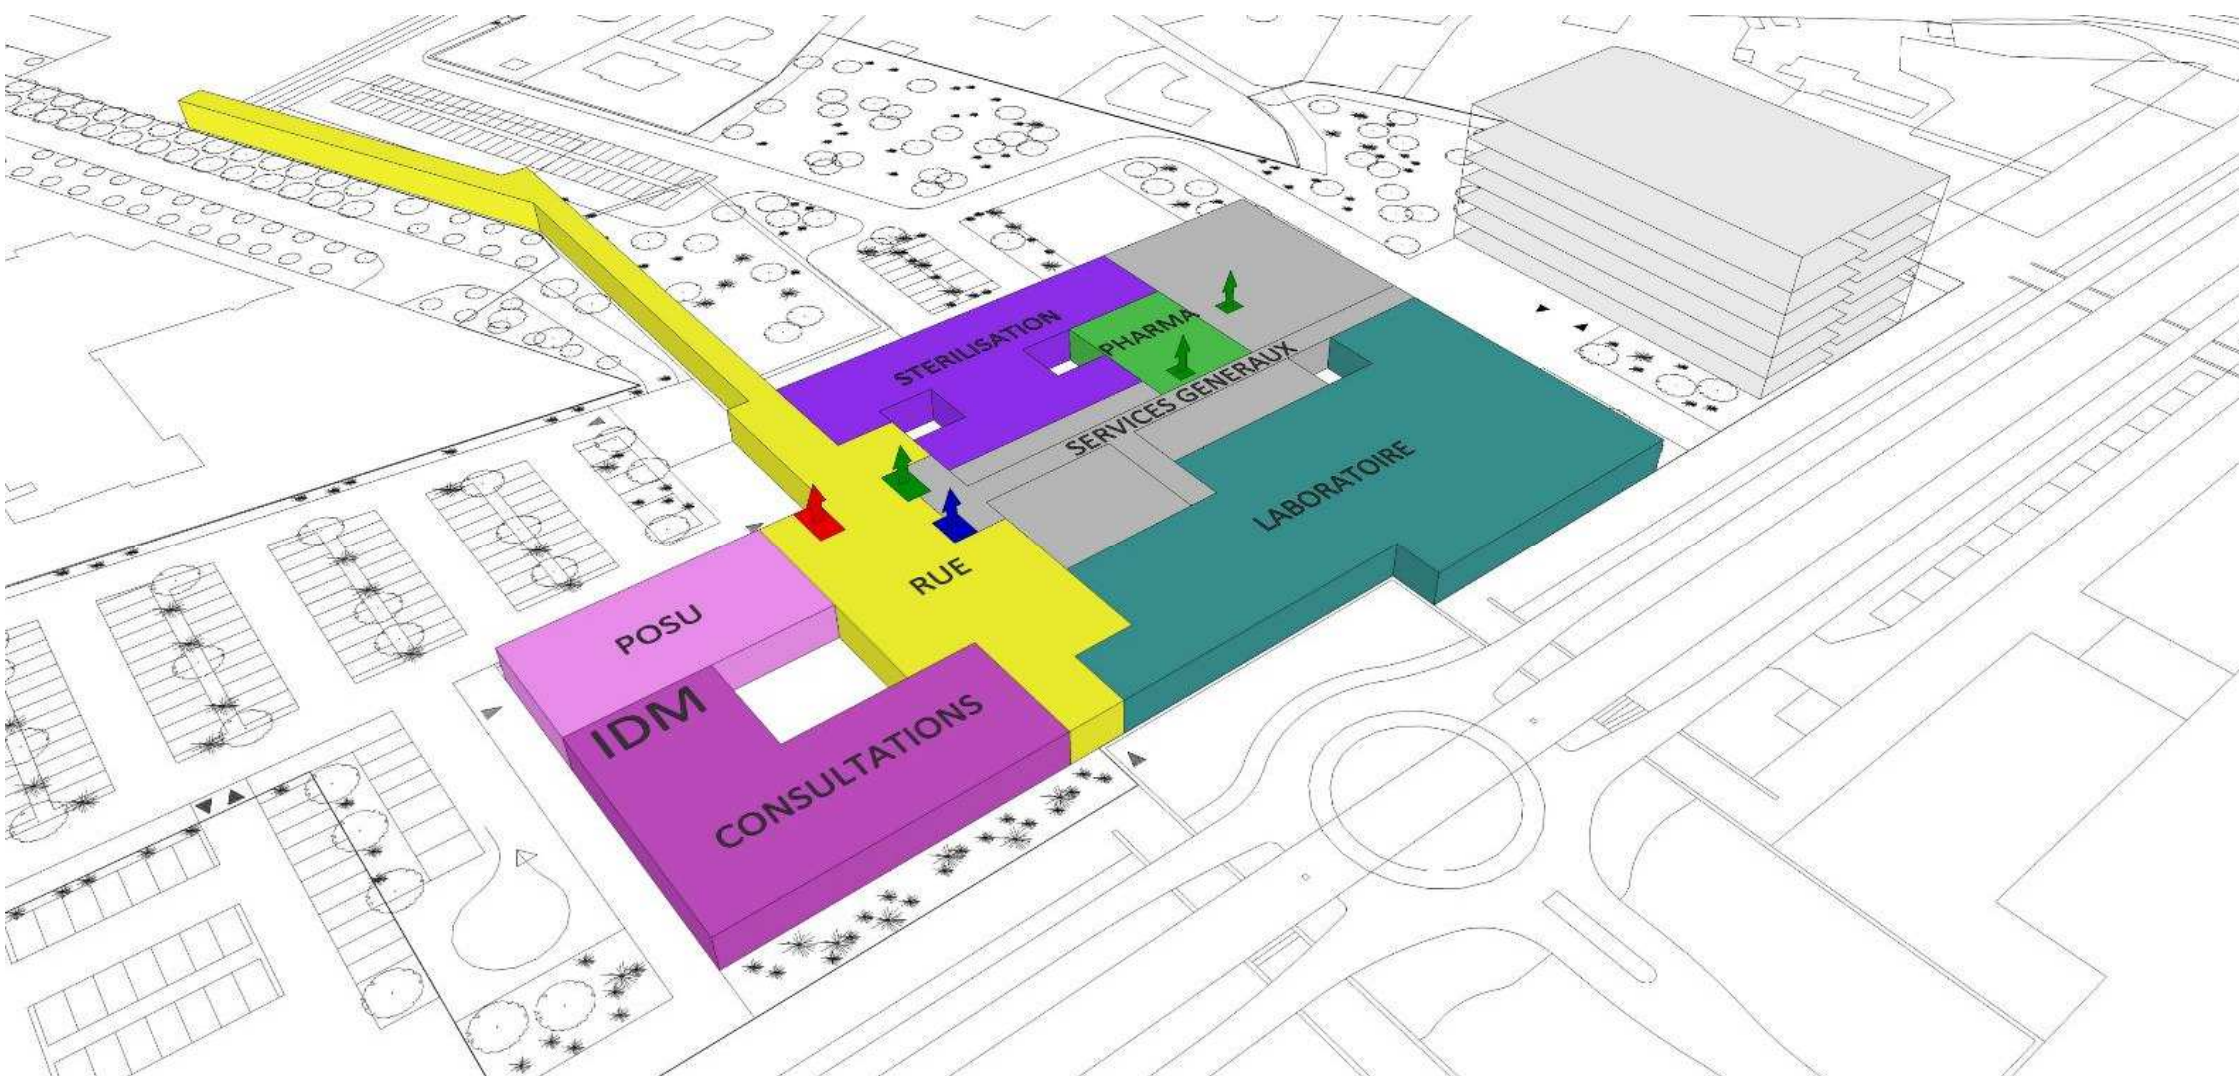 STERILISATION
PHARMA
SERVICES GENERAUX
LABORATOIRE
RUE
POSU
IDM
CONSULTATIONS